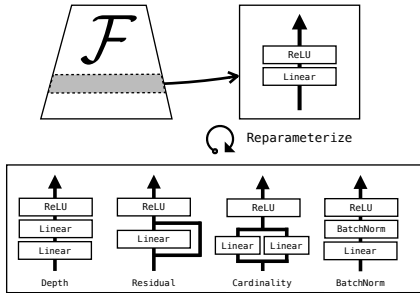 F
ReLU
Linear
Reparameterize
ReLU ReLU ReLU ReLU
Linear Linear Linear Linear BatchNorm
Linear Linear
Depth Residual Cardinality BatchNorm